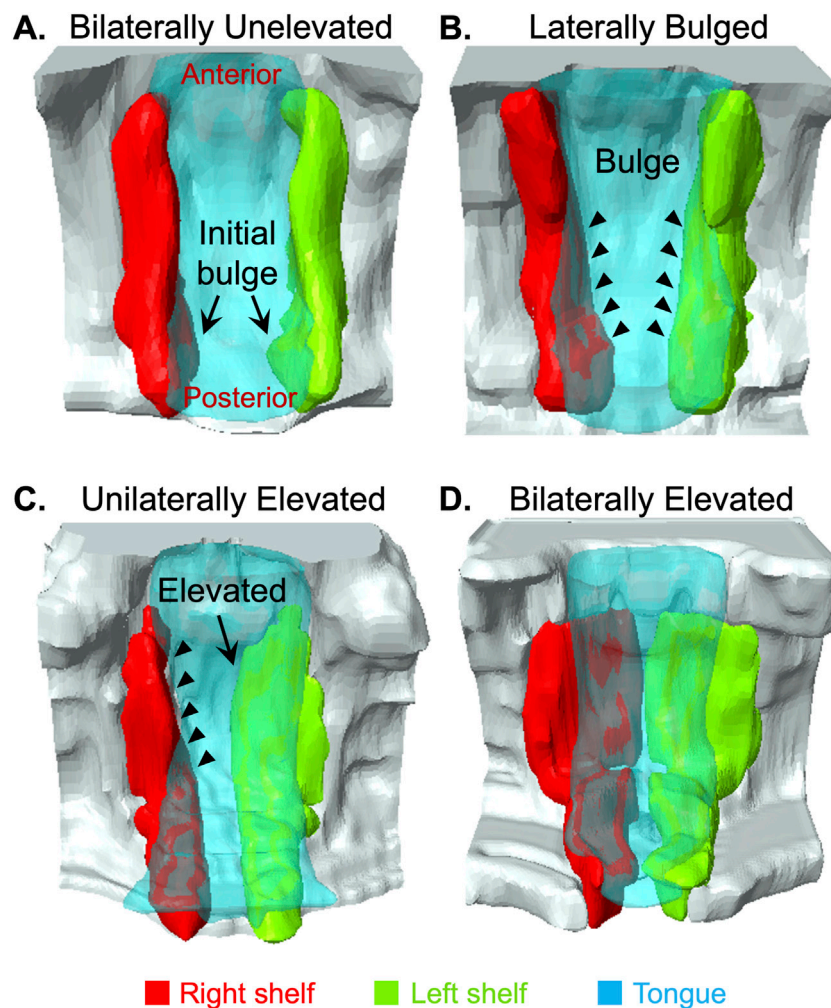 A. Bilaterally Unelevated
Anterior
Initial
bulge
Posterior
B. Laterally Bulged
Bulge
C. Unilaterally Elevated
Elevated
D. Bilaterally Elevated
Right shelf
Left shelf
Tongue